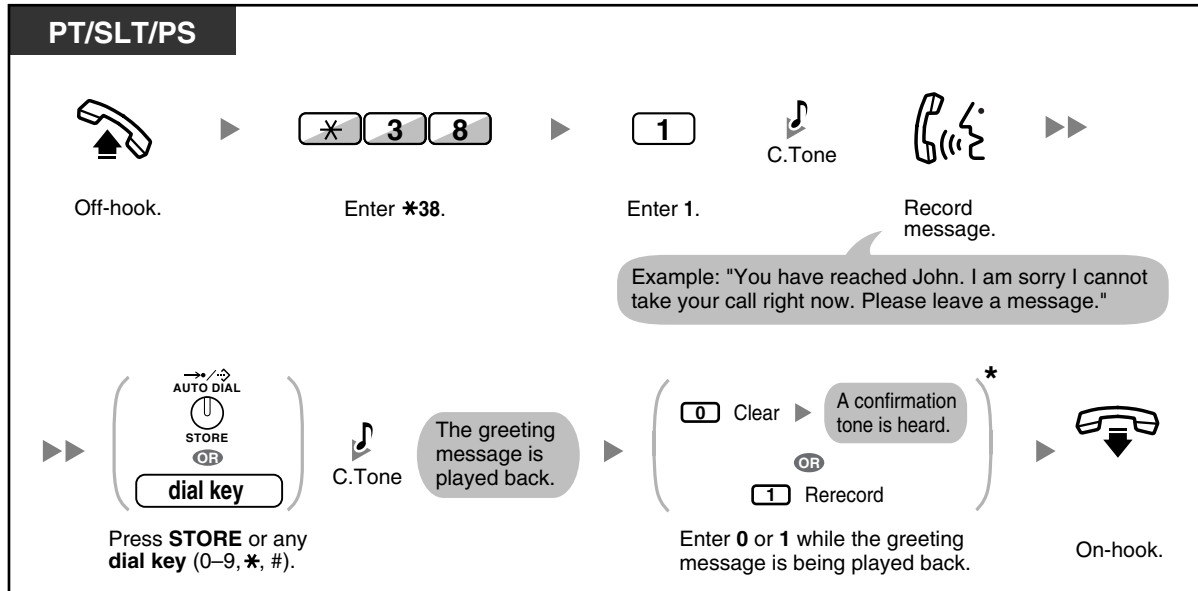 PT/SLT/PS
✳ 3 8
1
C.Tone
Off-hook.
Enter ✳38.
Enter 1.
Record
message.
Example: "You have reached John. I am sorry I cannot
take your call right now. Please leave a message."
AUTO DIAL
STORE
OR
dial key
Press STORE or any
dial key (0–9, ✳, #).
C.Tone
The greeting
message is
played back.
0 Clear
A confirmation
tone is heard.
OR
1 Rerecord
*
Enter 0 or 1 while the greeting
message is being played back.
On-hook.